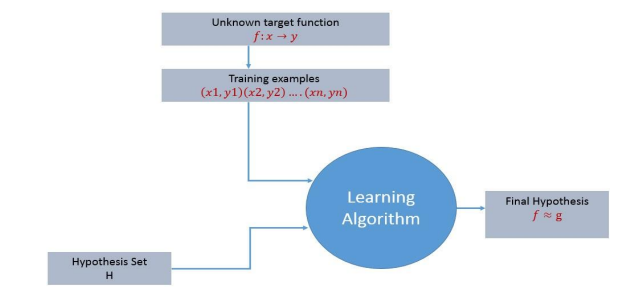 Unknown target function
f: x → y
Training examples
(x1, y1)(x2, y2) .... (xn, yn)
Learning
Algorithm
Final Hypothesis
f ≈ g
Hypothesis Set
H